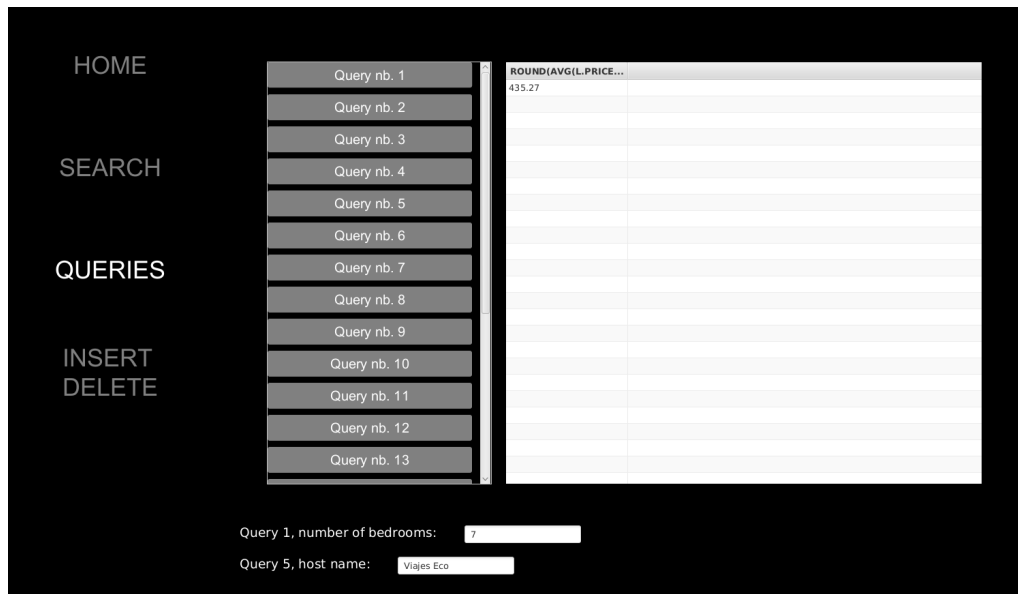 HOME
SEARCH
QUERIES
INSERT
DELETE
Query nb. 1
Query nb. 2
Query nb. 3
Query nb. 4
Query nb. 5
Query nb. 6
Query nb. 7
Query nb. 8
Query nb. 9
Query nb. 10
Query nb. 11
Query nb. 12
Query nb. 13
ROUND(AVG(L.PRICE...
435.27
Query 1, number of bedrooms: 7
Query 5, host name: Viajes Eco